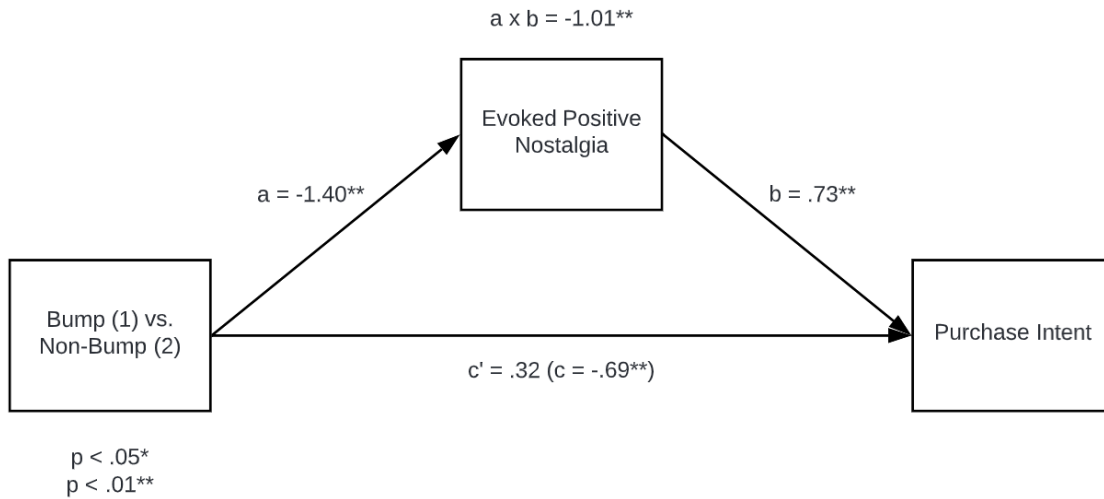 a x b = -1.01**
Evoked Positive
Nostalgia
a = -1.40**
b = .73**
Bump (1) vs.
Non-Bump (2)
Purchase Intent
c' = .32 (c = -.69**)
p < .05*
p < .01**